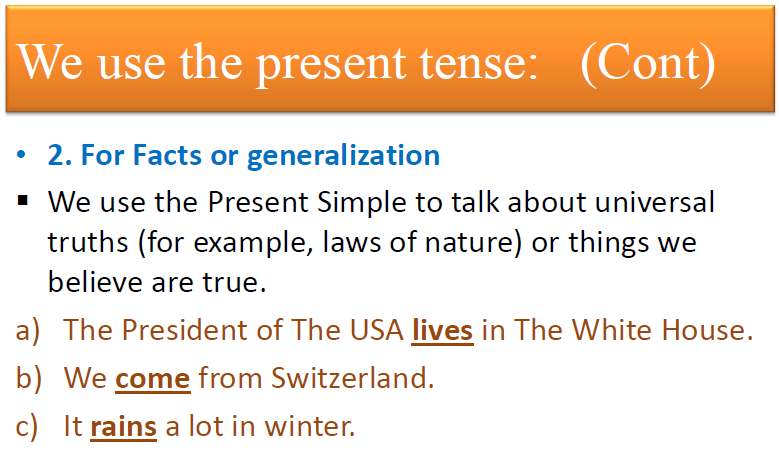 We use the present tense: (Cont)
• 2. For Facts or generalization
▪ We use the Present Simple to talk about universal
truths (for example, laws of nature) or things we
believe are true.
a) The President of The USA lives in The White House.
b) We come from Switzerland.
c) It rains a lot in winter.